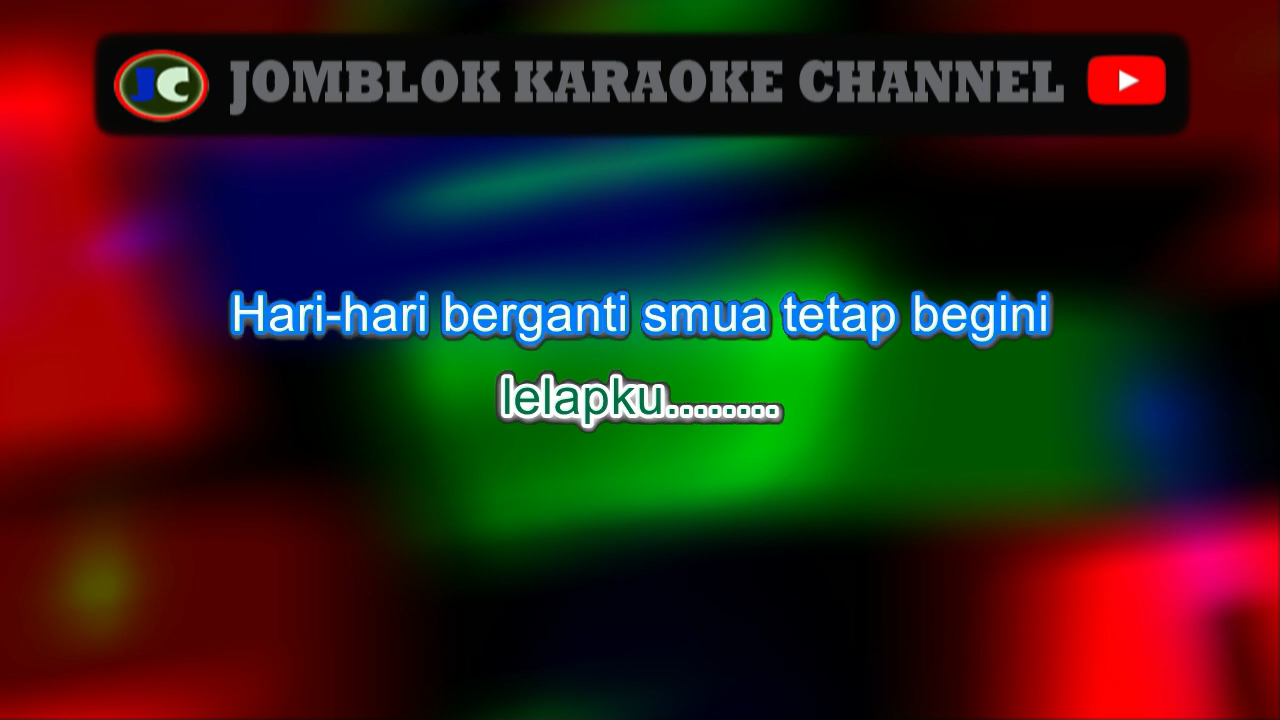 JC JOMBLOK KARAOKE CHANNEL
Hari-hari berganti smua tetap begini
lelapku........